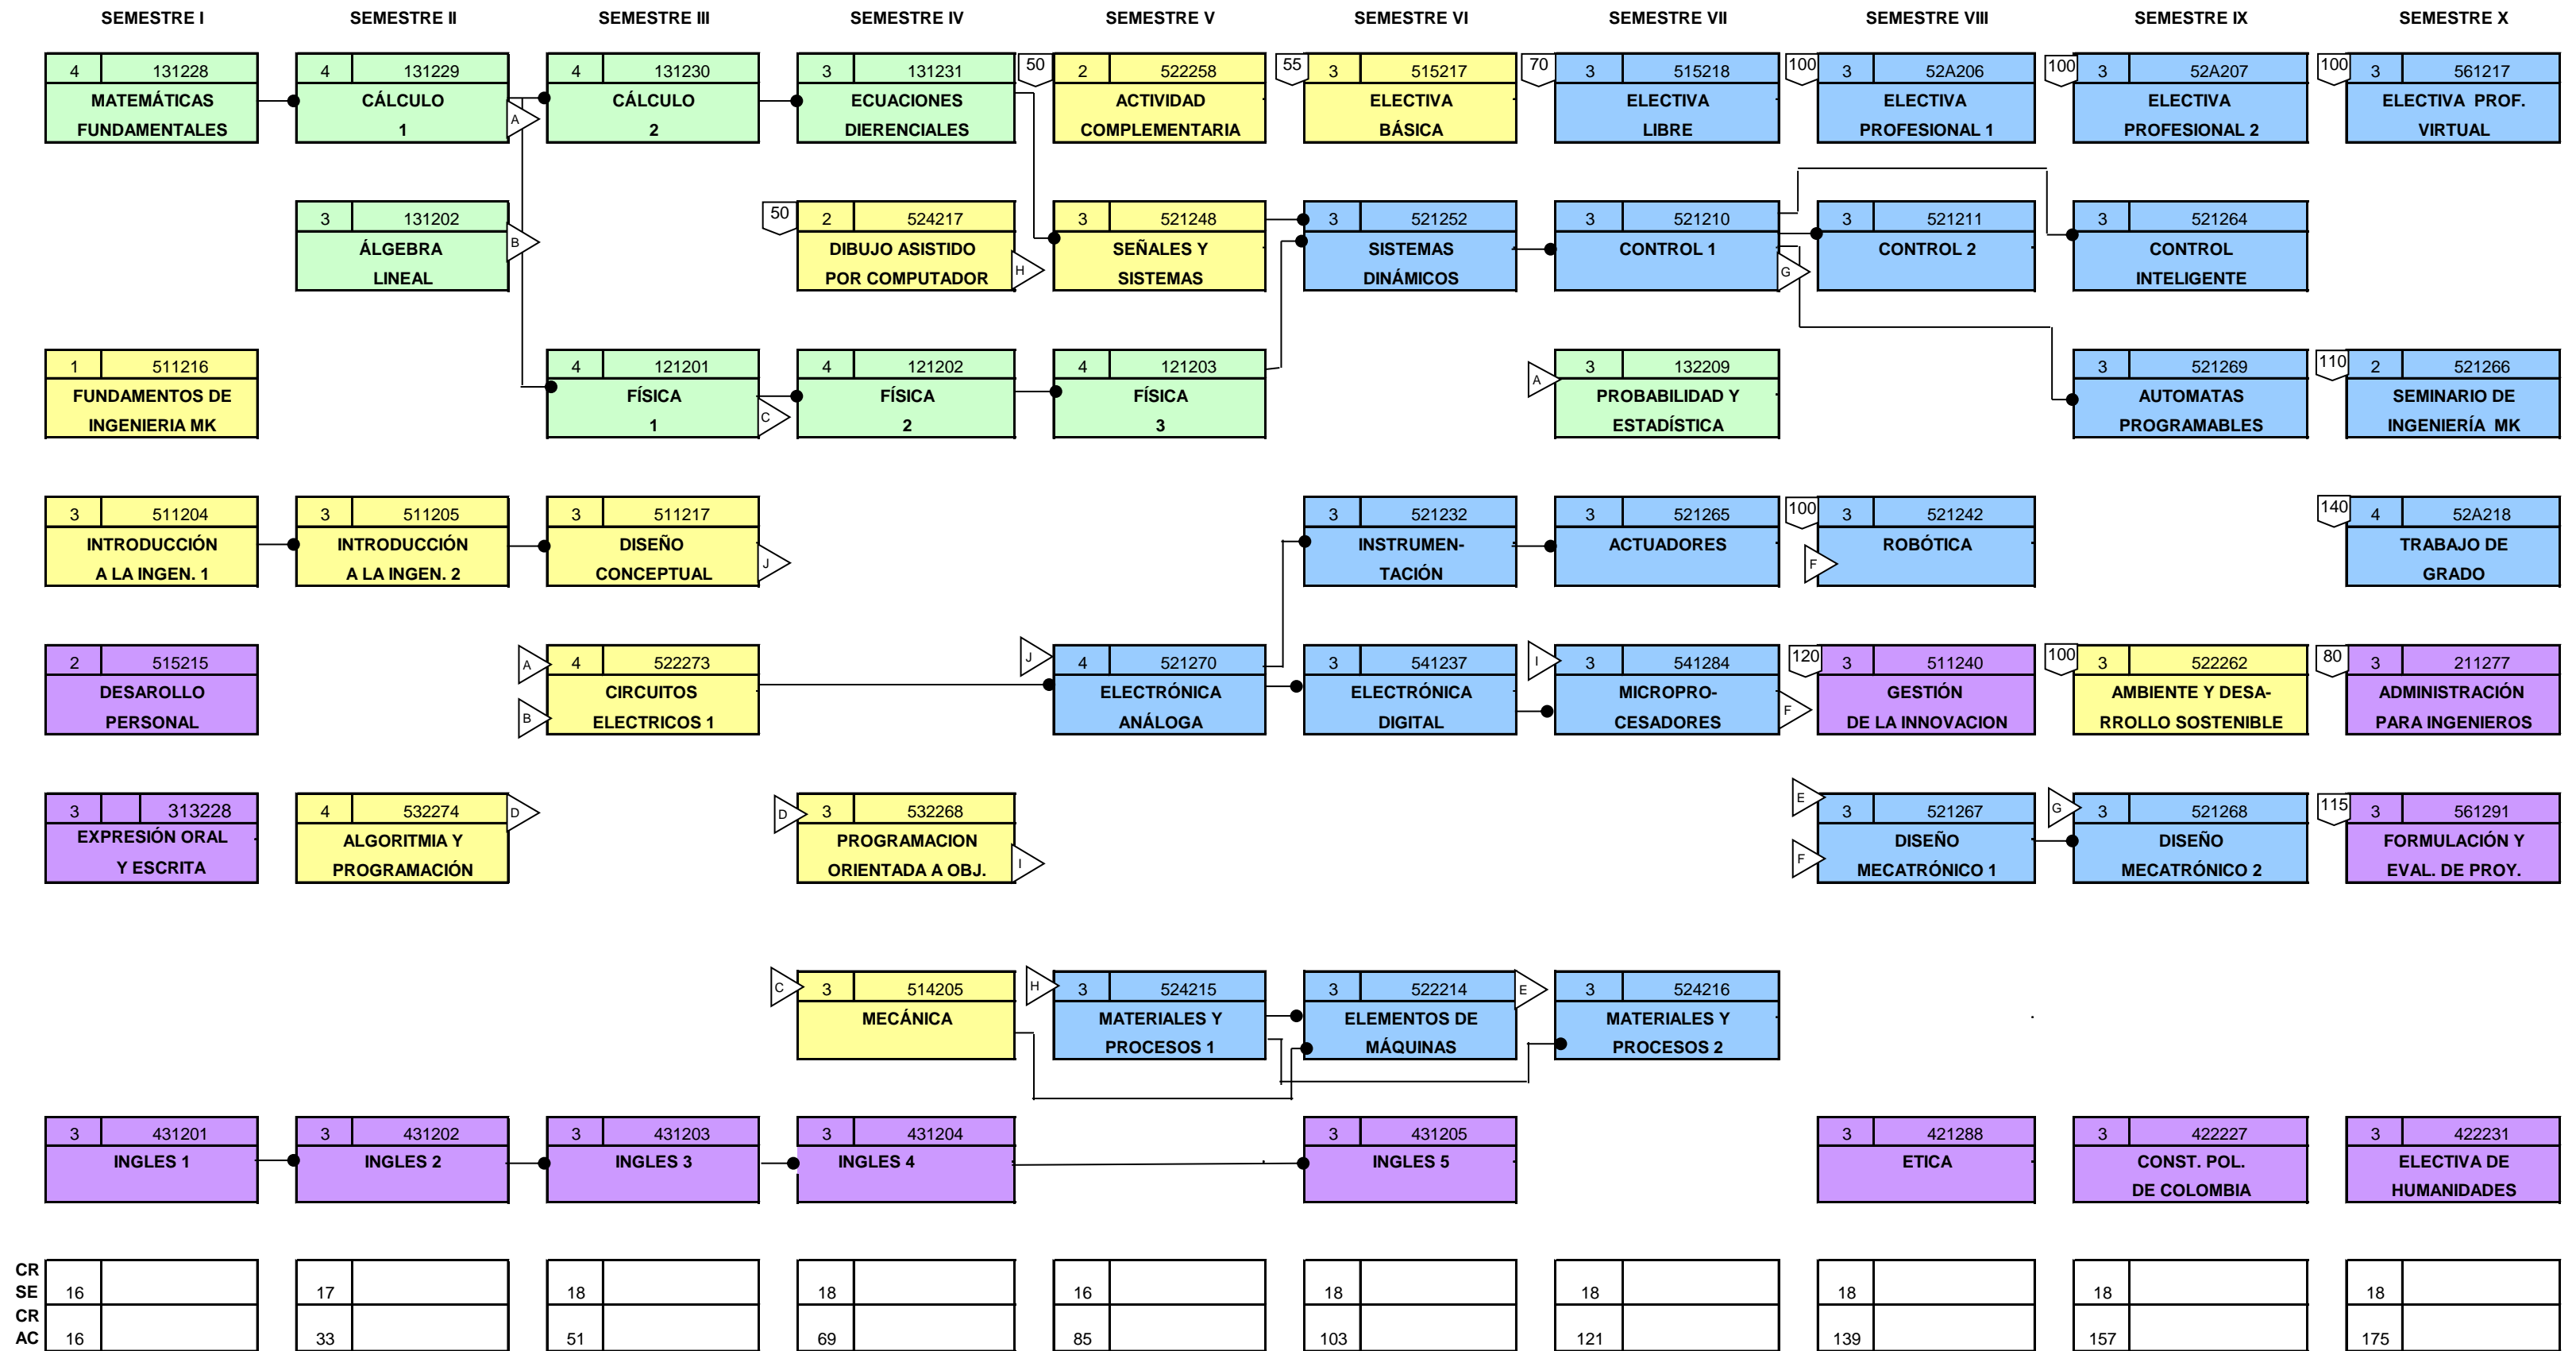 SEMESTRE I SEMESTRE II SEMESTRE III SEMESTRE IV SEMESTRE V SEMESTRE VI SEMESTRE VII SEMESTRE VIII SEMESTRE IX SEMESTRE X
4 131228 4 131229 4 131230 3 131231 50 2 522258 55 3 515217 70 3 515218 100 3 52A206 100 3 52A207 100 3 561217
MATEMÁTICAS CÁLCULO CÁLCULO ECUACIONES ACTIVIDAD ELECTIVA ELECTIVA ELECTIVA ELECTIVA ELECTIVA PROF.
FUNDAMENTALES 1 A 2 DIERENCIALES COMPLEMENTARIA BÁSICA LIBRE PROFESIONAL 1 PROFESIONAL 2 VIRTUAL
3 131202 50 2 524217 3 521248 3 521252 3 521210 3 521211 3 521264
ÁLGEBRA B DIBUJO ASISTIDO SEÑALES Y SISTEMAS CONTROL 1 CONTROL 2 CONTROL
LINEAL POR COMPUTADOR H SISTEMAS DINÁMICOS G INTELIGENTE
1 511216 4 121201 4 121202 4 121203 A 3 132209 3 521269 110 2 521266
FUNDAMENTOS DE FÍSICA FÍSICA FÍSICA PROBABILIDAD Y AUTOMATAS SEMINARIO DE
INGENIERIA MK 1 C 2 3 ESTADÍSTICA PROGRAMABLES INGENIERÍA MK
3 511204 3 511205 3 511217 3 521232 3 521265 100 3 521242 140 4 52A218
INTRODUCCIÓN INTRODUCCIÓN DISEÑO INSTRUMEN- ACTUADORES ROBÓTICA TRABAJO DE
A LA INGEN. 1 A LA INGEN. 2 CONCEPTUAL J TACIÓN F GRADO
2 515215 A 4 522273 J 4 521270 3 541237 I 3 541284 120 3 511240 100 3 522262 80 3 211277
DESAROLLO CIRCUITOS ELECTRÓNICA ELECTRÓNICA MICROPRO- GESTIÓN AMBIENTE Y DESA- ADMINISTRACIÓN
PERSONAL B ELECTRICOS 1 ANÁLOGA DIGITAL CESADORES F DE LA INNOVACION RROLLO SOSTENIBLE PARA INGENIEROS
3 313228 4 532274 D D 3 532268 E 3 521267 G 3 521268 115 3 561291
EXPRESIÓN ORAL ALGORITMIA Y PROGRAMACION DISEÑO DISEÑO FORMULACIÓN Y
Y ESCRITA PROGRAMACIÓN ORIENTADA A OBJ. I F MECATRÓNICO 1 MECATRÓNICO 2 EVAL. DE PROY.
C 3 514205 H 3 524215 3 522214 E 3 524216
MECÁNICA MATERIALES Y ELEMENTOS DE MATERIALES Y
PROCESOS 1 MÁQUINAS PROCESOS 2
3 431201 3 431202 3 431203 3 431204 3 431205 3 421288 3 422227 3 422231
INGLES 1 INGLES 2 INGLES 3 INGLES 4 INGLES 5 ETICA CONST. POL. ELECTIVA DE
DE COLOMBIA HUMANIDADES
CR
SE 16 17 18 18 16 18 18 18 18 18
CR
AC 16 33 51 69 85 103 121 139 157 175